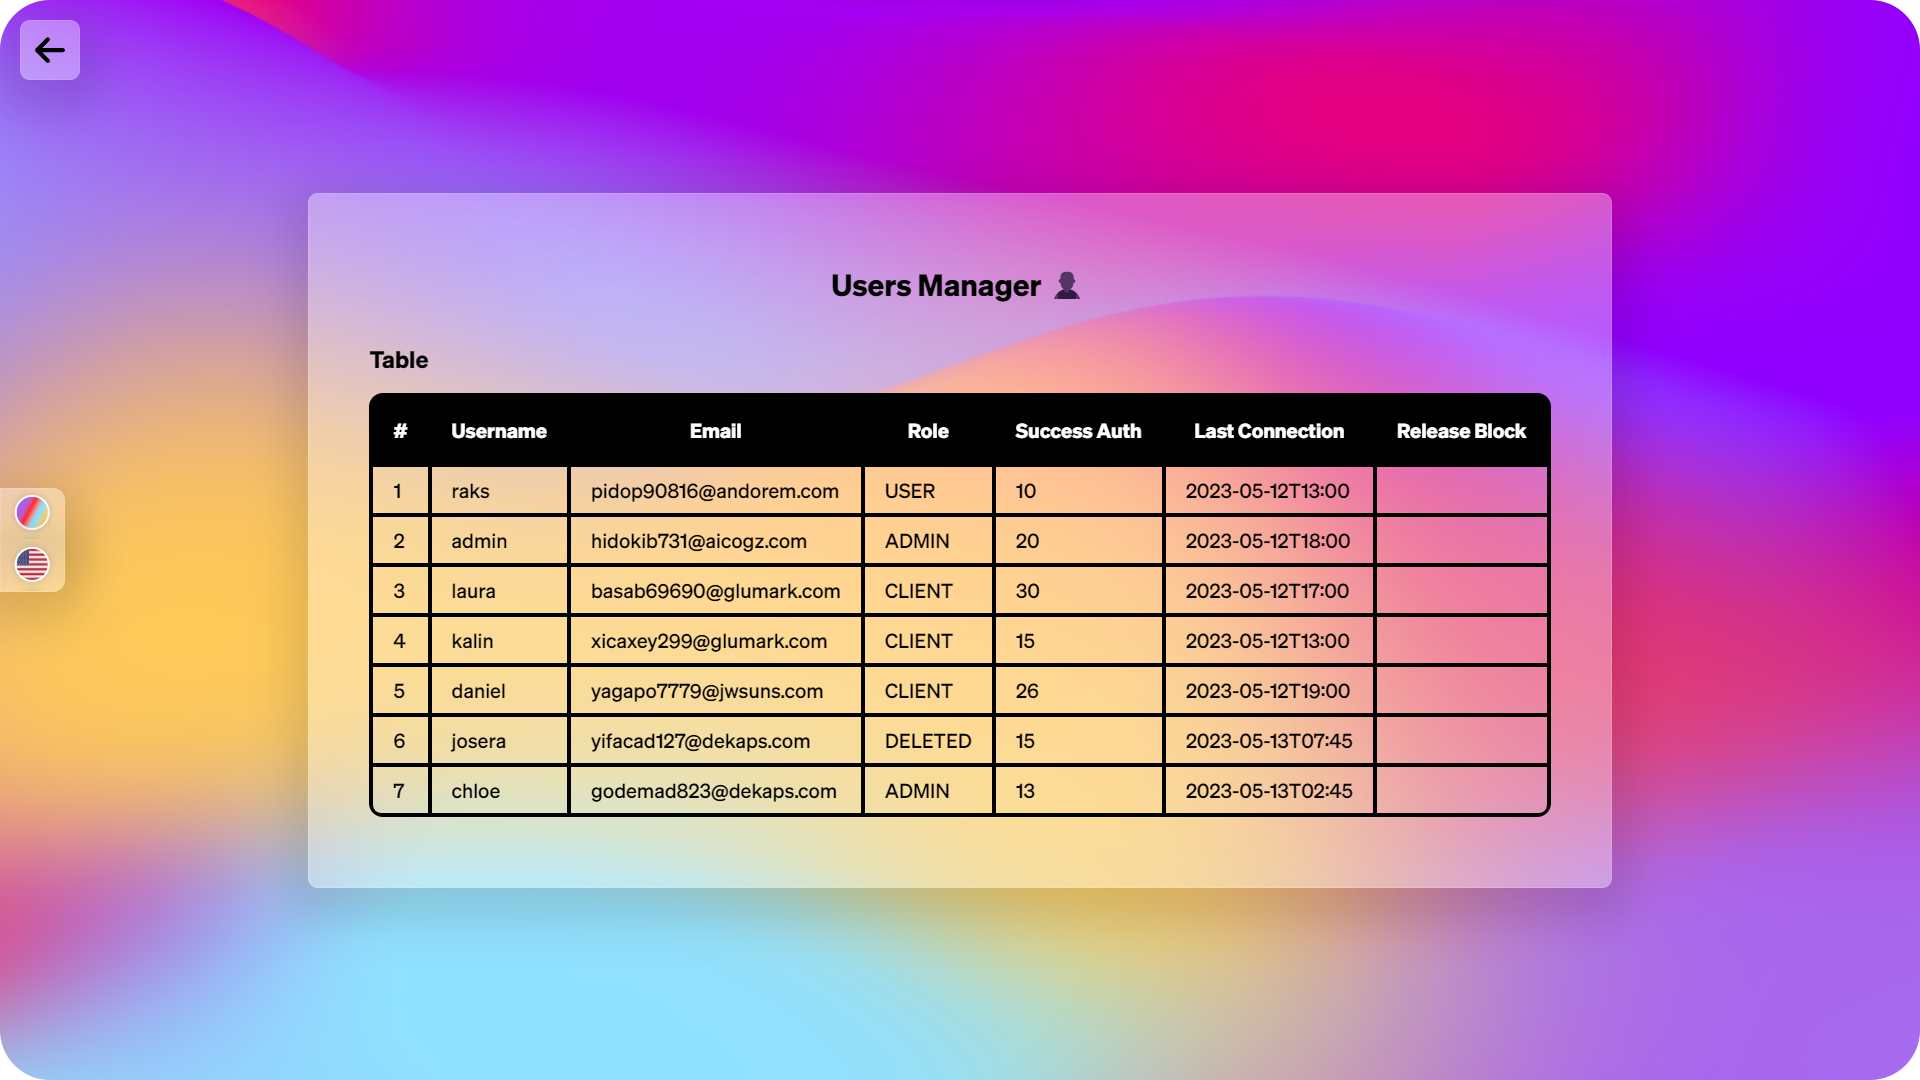 Users Manager
Table
# Username Email Role Success Auth Last Connection Release Block
1 raks pidop90816@andorem.com USER 10 2023-05-12T13:00
2 admin hidokib731@aicogz.com ADMIN 20 2023-05-12T18:00
3 laura basab69690@glumark.com CLIENT 30 2023-05-12T17:00
4 kalin xicaxey299@glumark.com CLIENT 15 2023-05-12T13:00
5 daniel yagapo7779@jwsuns.com CLIENT 26 2023-05-12T19:00
6 josera yifacad127@dekaps.com DELETED 15 2023-05-13T07:45
7 chloe godemad823@dekaps.com ADMIN 13 2023-05-13T02:45